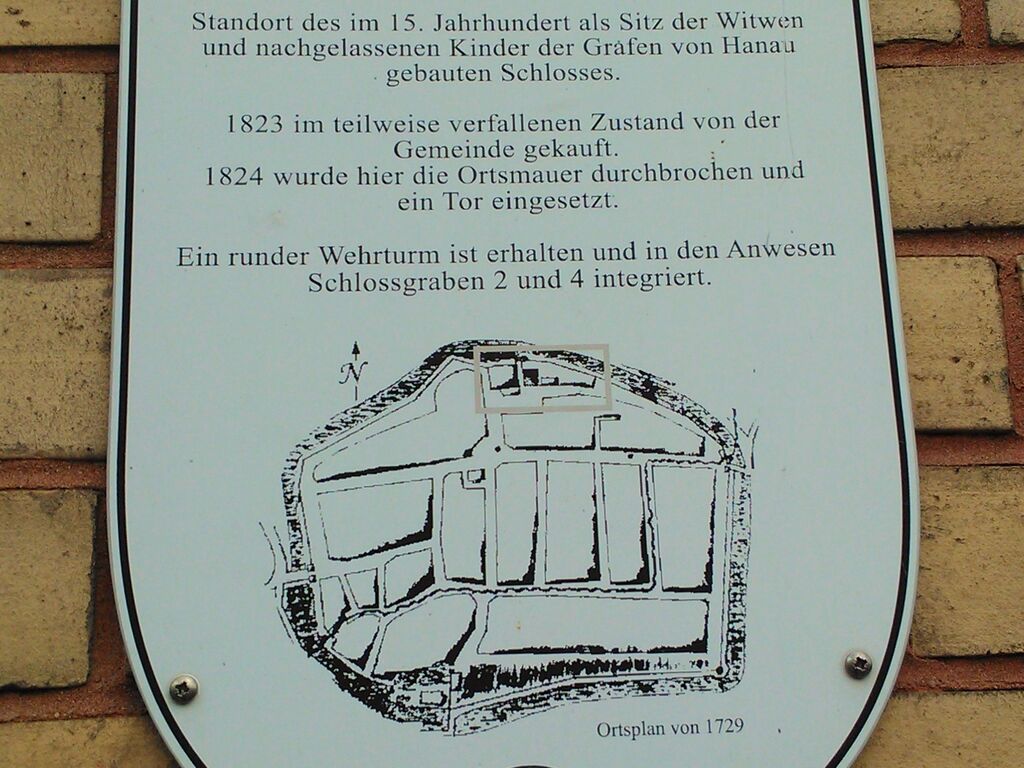 Standort des im 15. Jahrhundert als Sitz der Witwen
und nachgelassenen Kinder der Grafen von Hanau
gebauten Schlosses.
1823 im teilweise verfallenen Zustand von der
Gemeinde gekauft.
1824 wurde hier die Ortsmauer durchbrochen und
ein Tor eingesetzt.
Ein runder Wehrturm ist erhalten und in den Anwesen
Schlossgraben 2 und 4 integriert.
N
Ortsplan von 1729